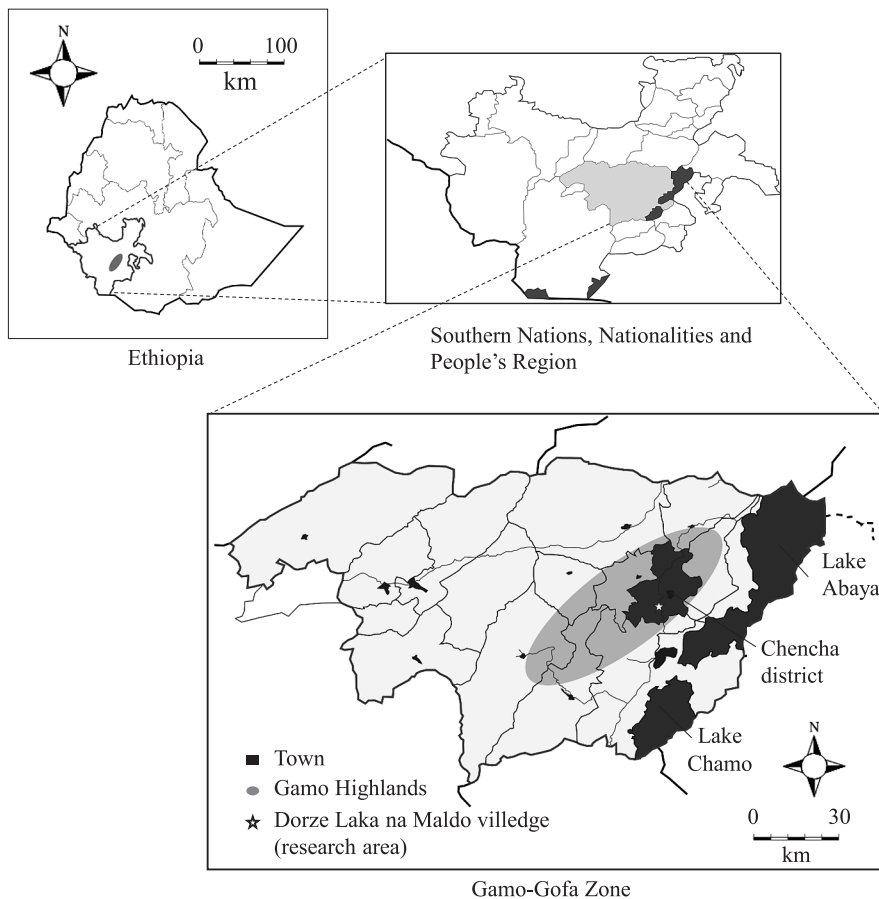 N
0 100
km
Ethiopia
Southern Nations, Nationalities and
People’s Region
Lake
Abaya
Chencha
district
Lake
Chamo
Town
Gamo Highlands
Dorze Laka na Maldo villedge
(research area)
N
0 30
km
Gamo-Gofa Zone